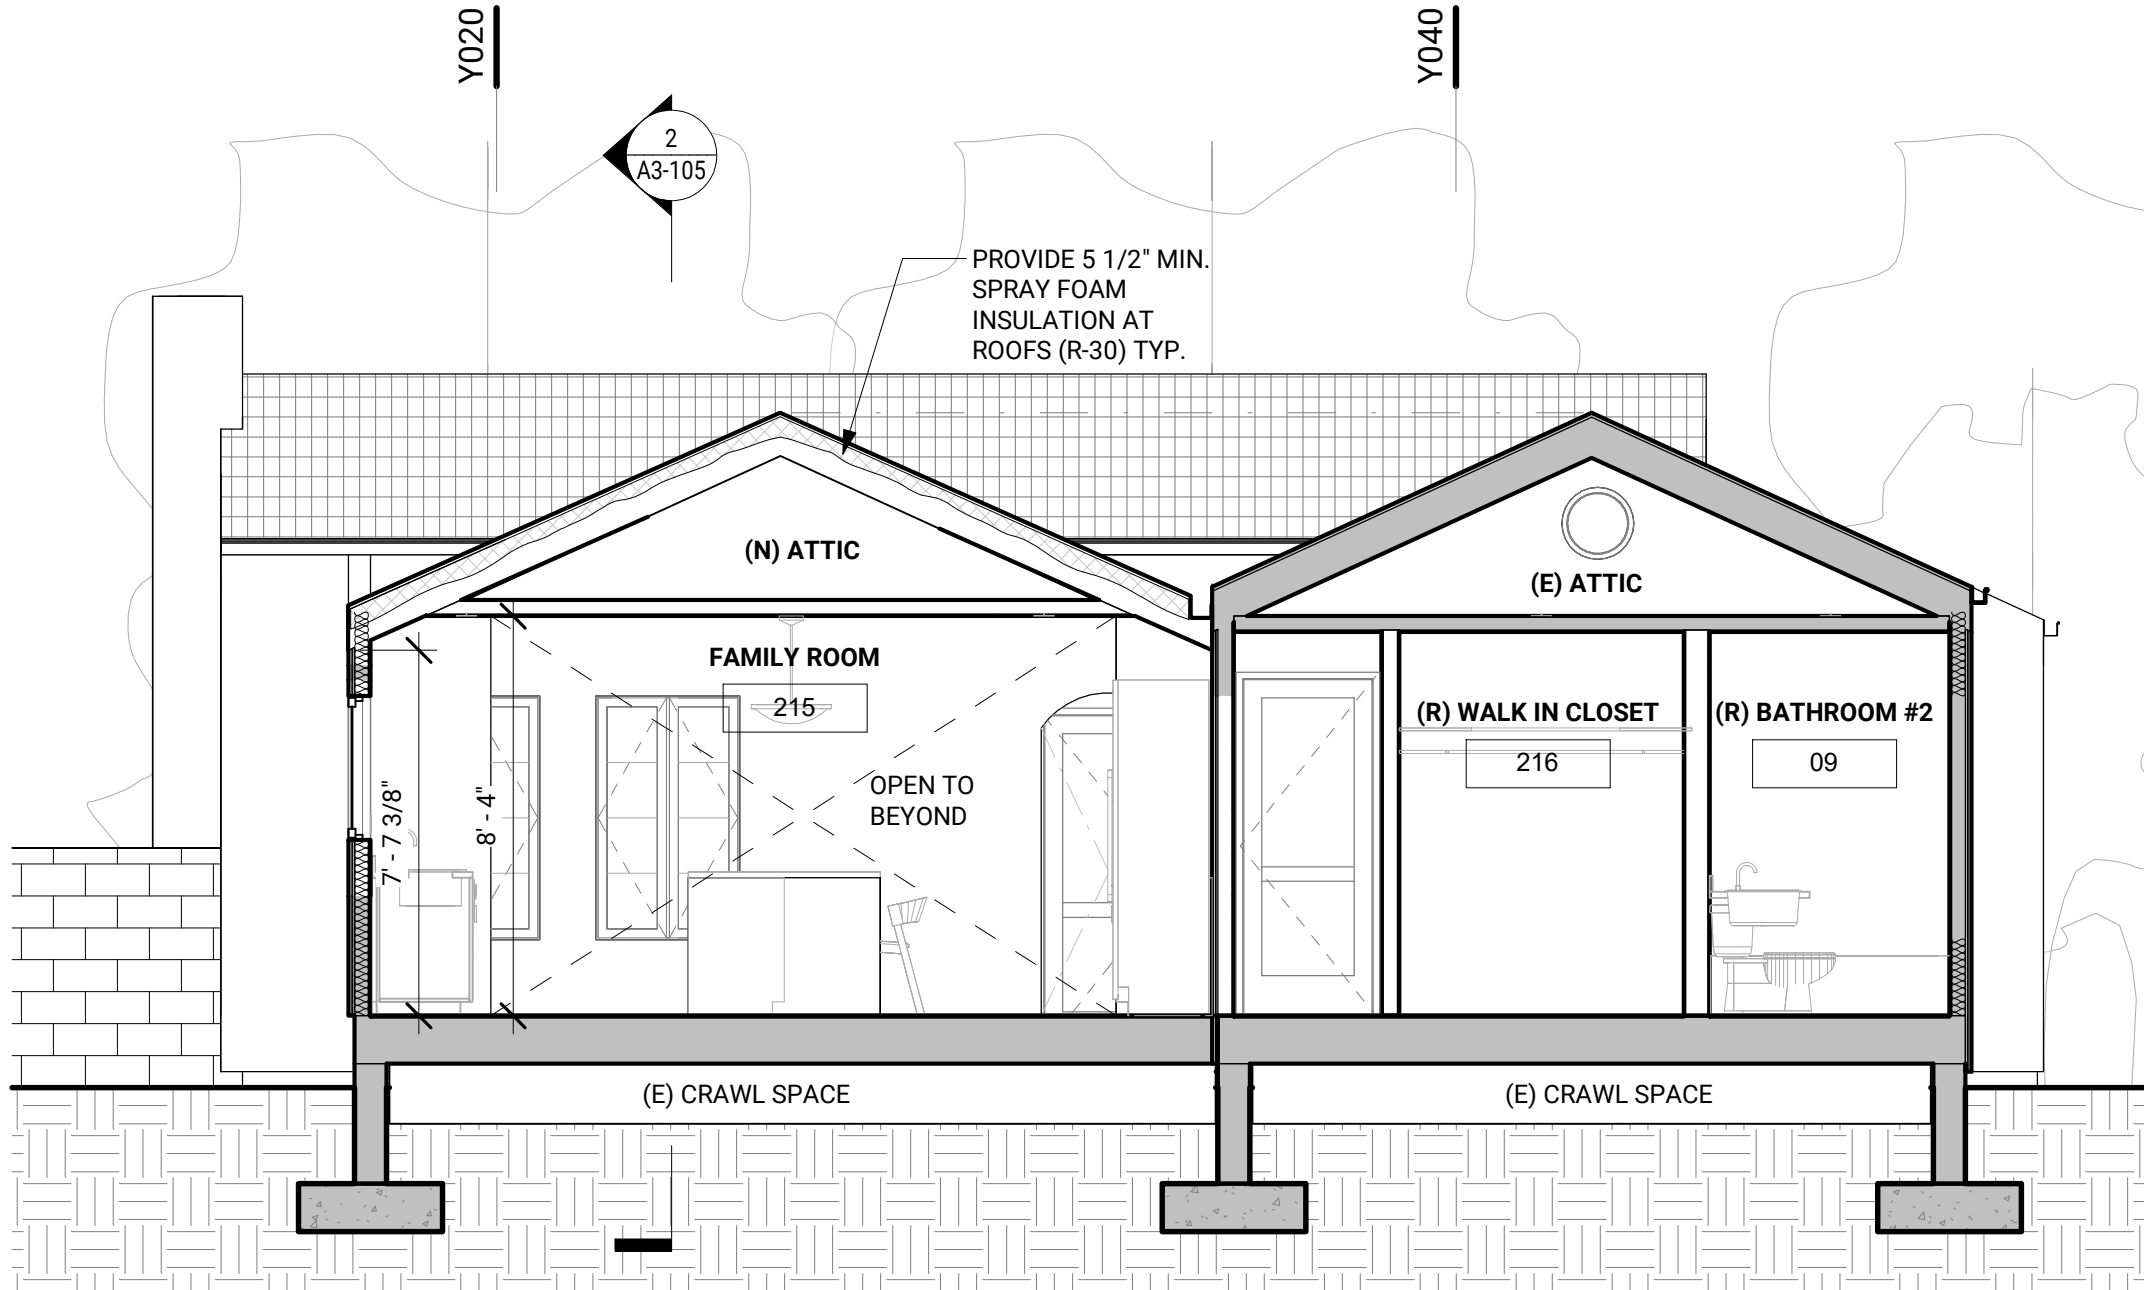 Y020
Y040
2
A3-105
PROVIDE 5 1/2" MIN.
SPRAY FOAM
INSULATION AT
ROOFS (R-30) TYP.
(N) ATTIC
(E) ATTIC
FAMILY ROOM
215
(R) WALK IN CLOSET
216
(R) BATHROOM #2
09
OPEN TO
BEYOND
7' - 7 3/8"
8' - 4"
(E) CRAWL SPACE
(E) CRAWL SPACE